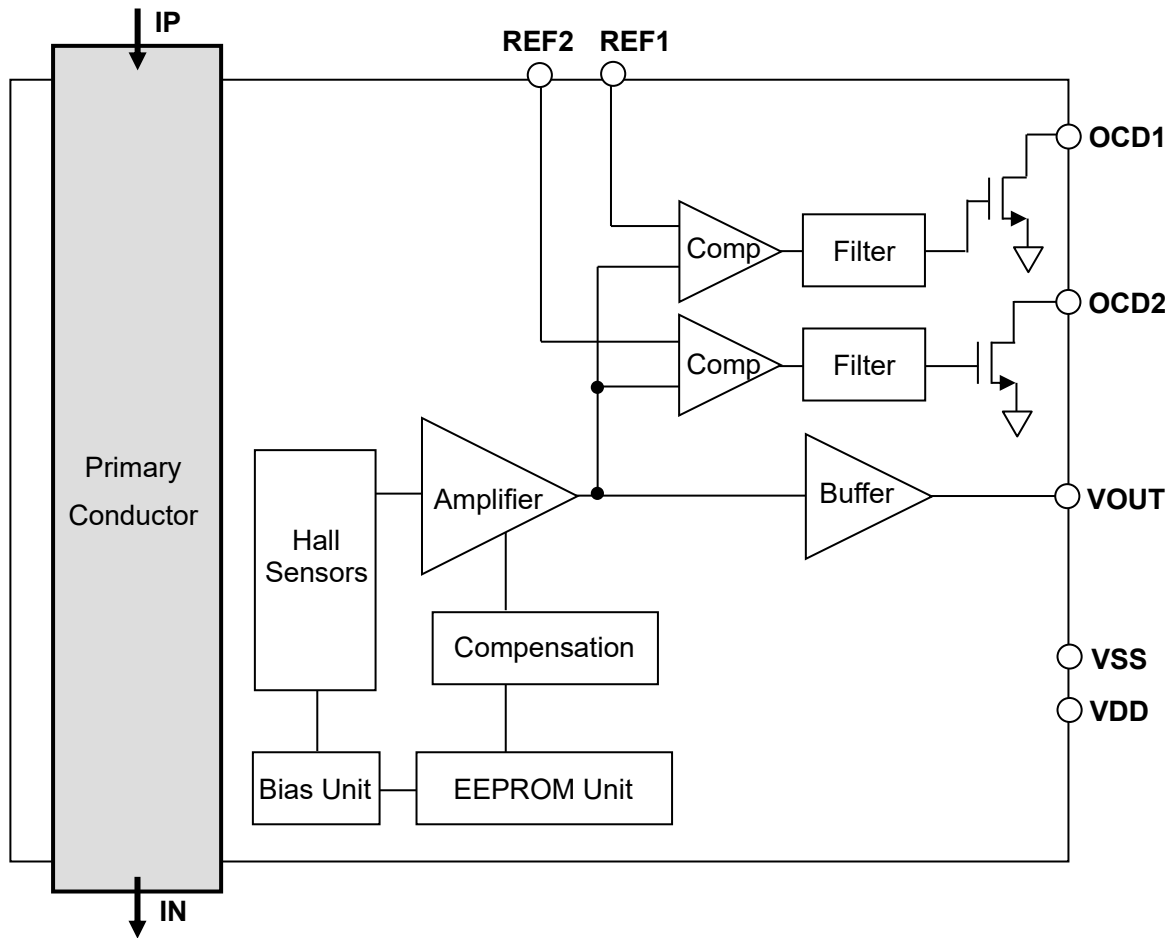 IP
REF2 REF1
OCD1
Comp
Filter
OCD2
Comp
Filter
Primary
Conductor
Hall
Sensors
Amplifier
Buffer
VOUT
Compensation
VSS
VDD
Bias Unit
EEPROM Unit
IN